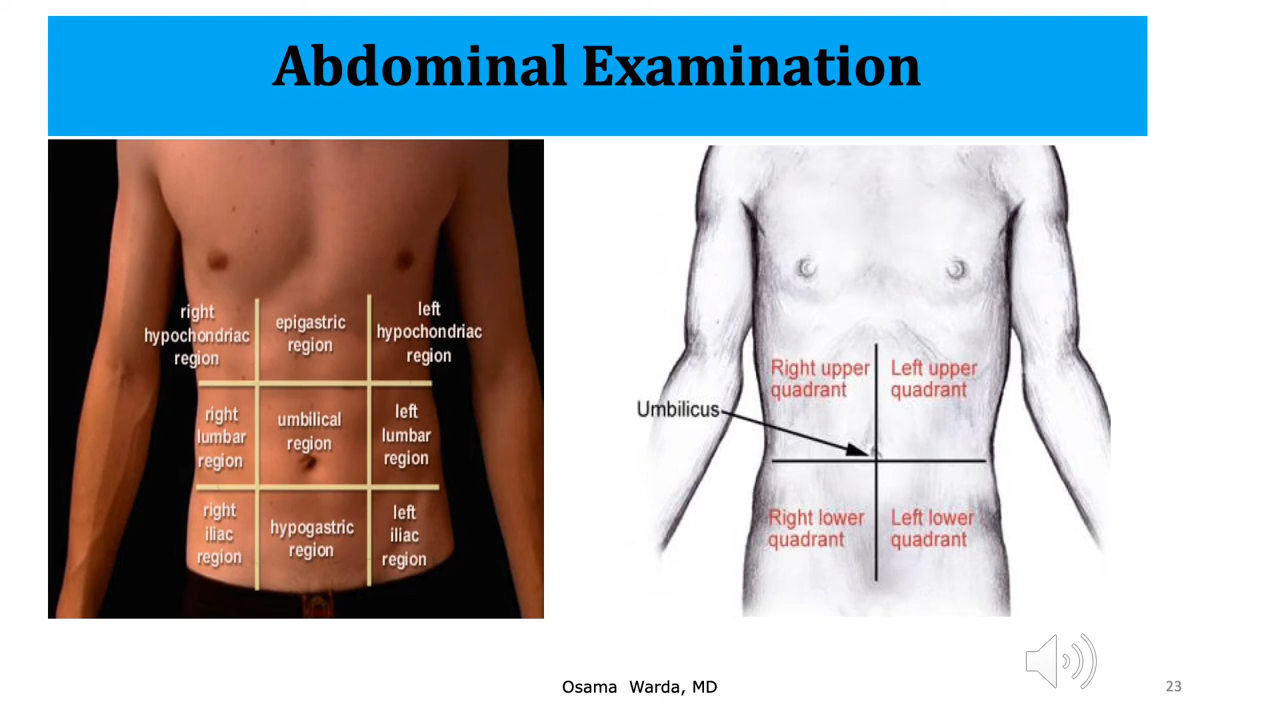 Abdominal Examination
right
hypochondriac
region
epigastric
region
left
hypochondriac
region
right
lumbar
region
umbilical
region
left
lumbar
region
right
iliac
region
hypogastric
region
left
iliac
region
Right upper
quadrant
Left upper
quadrant
Umbilicus
Right lower
quadrant
Left lower
quadrant
Osama Warda, MD
23